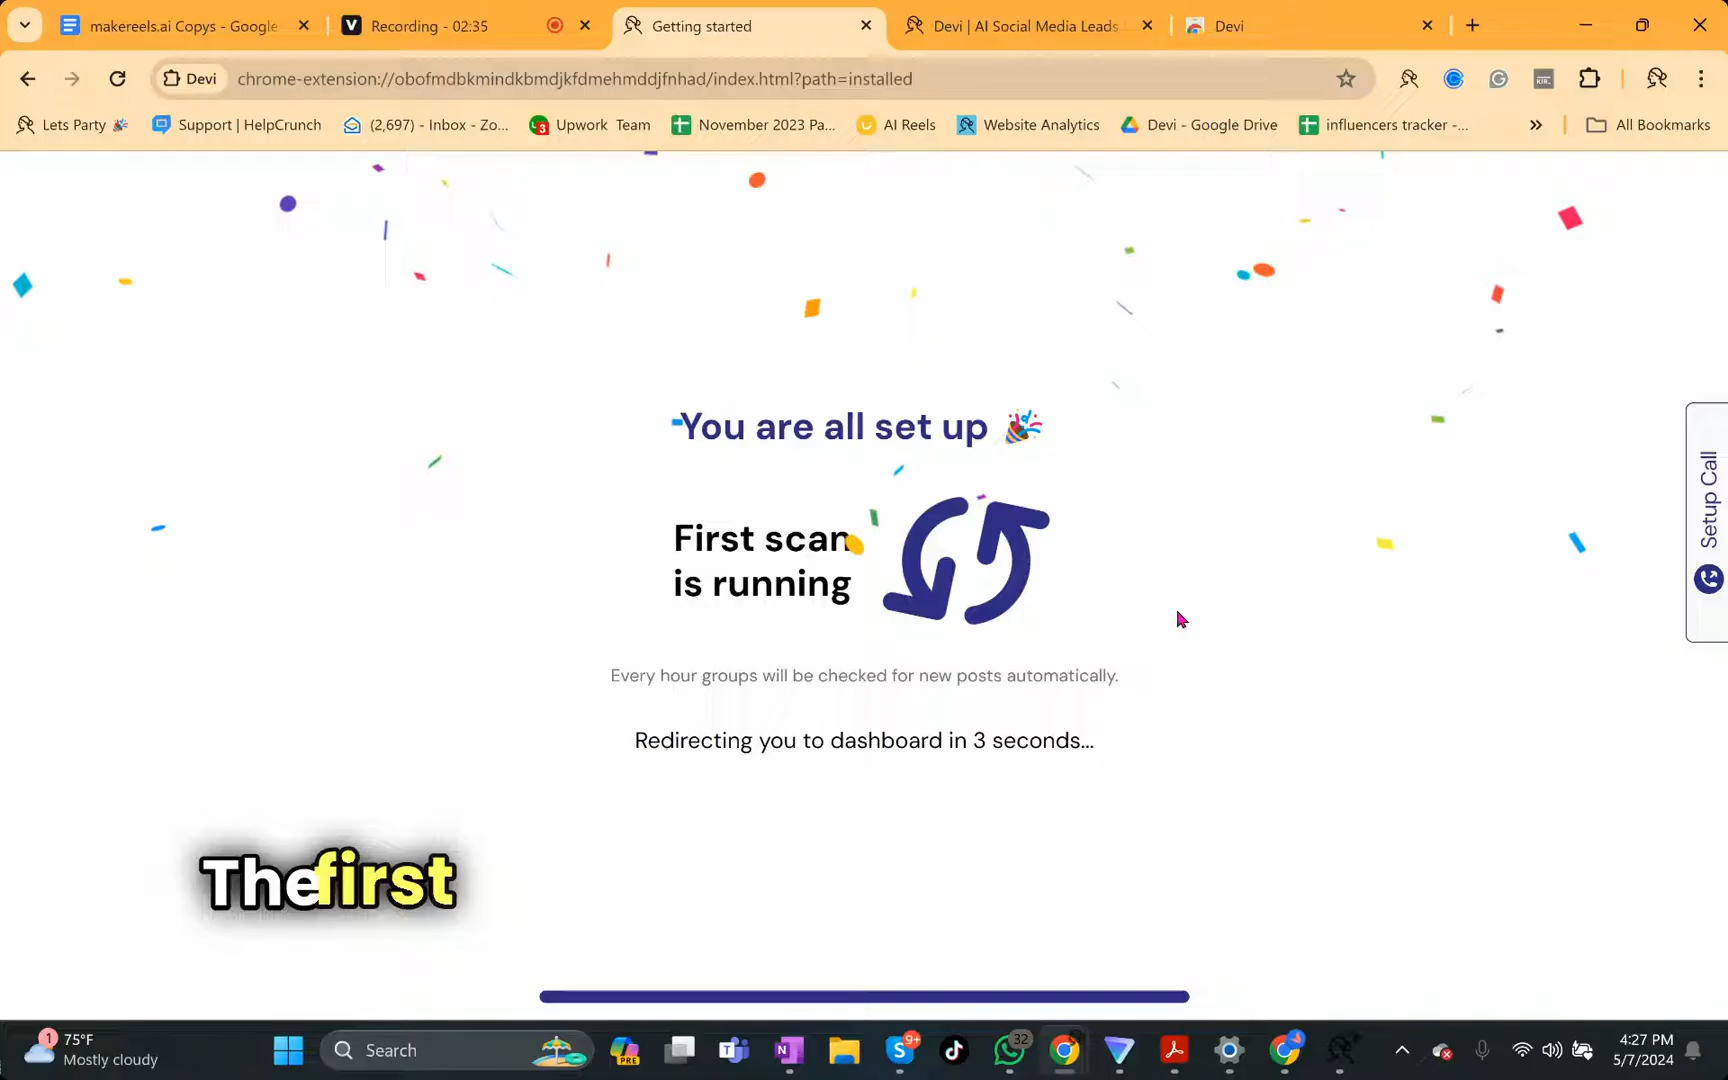 makereels.ai Copys - Google
Recording - 02:35
Getting started
Devi | AI Social Media Leads
Devi
Devi
chrome-extension://obofmdbkmindkbmdjkfdmehmddjfnhad/index.html?path=installed
Lets Party 🎉
Support | HelpCrunch
(2,697) - Inbox - Zo...
Upwork Team
November 2023 Pa...
AI Reels
Website Analytics
Devi - Google Drive
influencers tracker -...
All Bookmarks
You are all set up 🎉
First scan
is running
Every hour groups will be checked for new posts automatically.
Redirecting you to dashboard in 3 seconds...
Setup Call
The first
75°F
Mostly cloudy
Search
PRE
9+
32
4:27 PM
5/7/2024